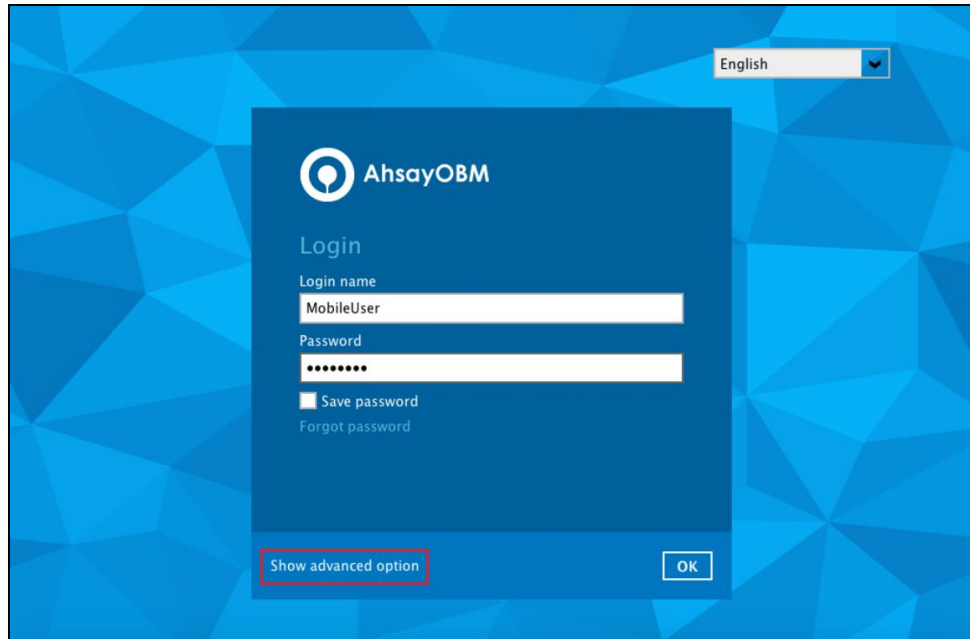 English
AhsayOBM
Login
Login name
MobileUser
Password
••••••••
Save password
Forgot password
Show advanced option
OK